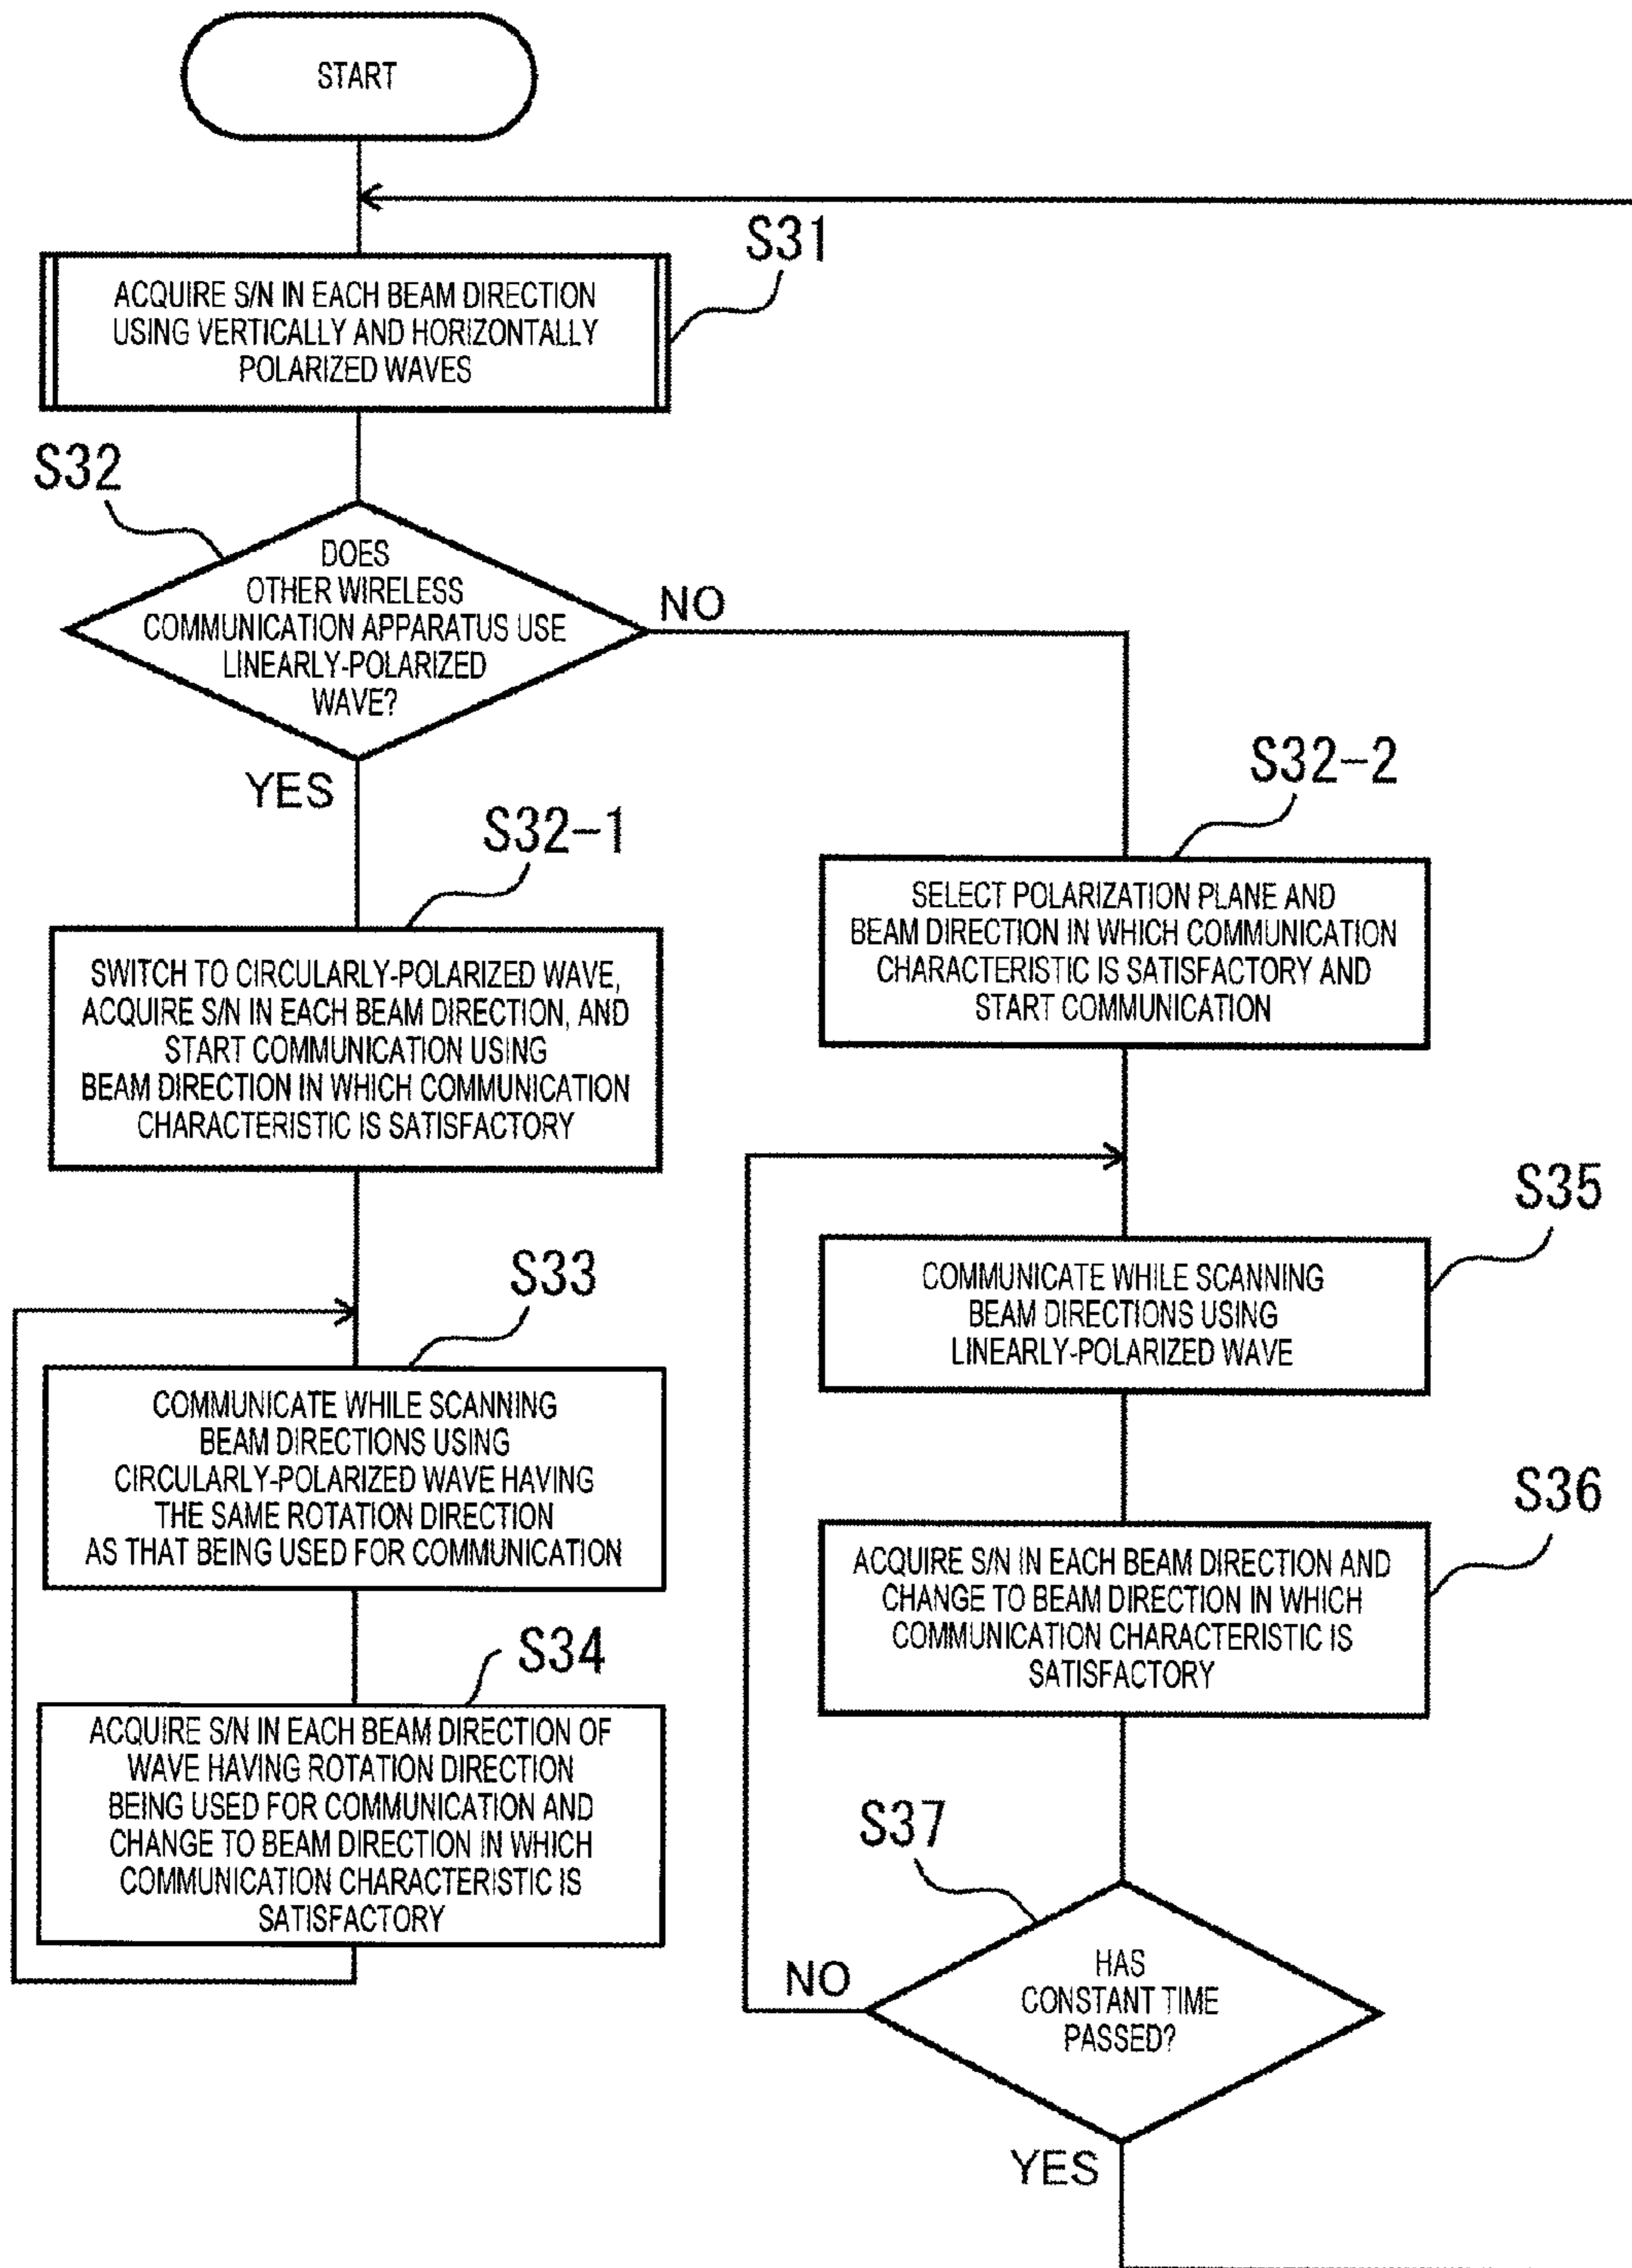 START
S31
ACQUIRE S/N IN EACH BEAM DIRECTION
USING VERTICALLY AND HORIZONTALLY
POLARIZED WAVES
S32
DOES
OTHER WIRELESS
COMMUNICATION APPARATUS USE
LINEARLY-POLARIZED
WAVE?
NO
YES
S32-1
SWITCH TO CIRCULARLY-POLARIZED WAVE,
ACQUIRE S/N IN EACH BEAM DIRECTION, AND
START COMMUNICATION USING
BEAM DIRECTION IN WHICH COMMUNICATION
CHARACTERISTIC IS SATISFACTORY
S33
COMMUNICATE WHILE SCANNING
BEAM DIRECTIONS USING
CIRCULARLY-POLARIZED WAVE HAVING
THE SAME ROTATION DIRECTION
AS THAT BEING USED FOR COMMUNICATION
S34
ACQUIRE S/N IN EACH BEAM DIRECTION OF
WAVE HAVING ROTATION DIRECTION
BEING USED FOR COMMUNICATION AND
CHANGE TO BEAM DIRECTION IN WHICH
COMMUNICATION CHARACTERISTIC IS
SATISFACTORY
S32-2
SELECT POLARIZATION PLANE AND
BEAM DIRECTION IN WHICH COMMUNICATION
CHARACTERISTIC IS SATISFACTORY AND
START COMMUNICATION
S35
COMMUNICATE WHILE SCANNING
BEAM DIRECTIONS USING
LINEARLY-POLARIZED WAVE
S36
ACQUIRE S/N IN EACH BEAM DIRECTION AND
CHANGE TO BEAM DIRECTION IN WHICH
COMMUNICATION CHARACTERISTIC IS
SATISFACTORY
S37
HAS
CONSTANT TIME
PASSED?
NO
YES